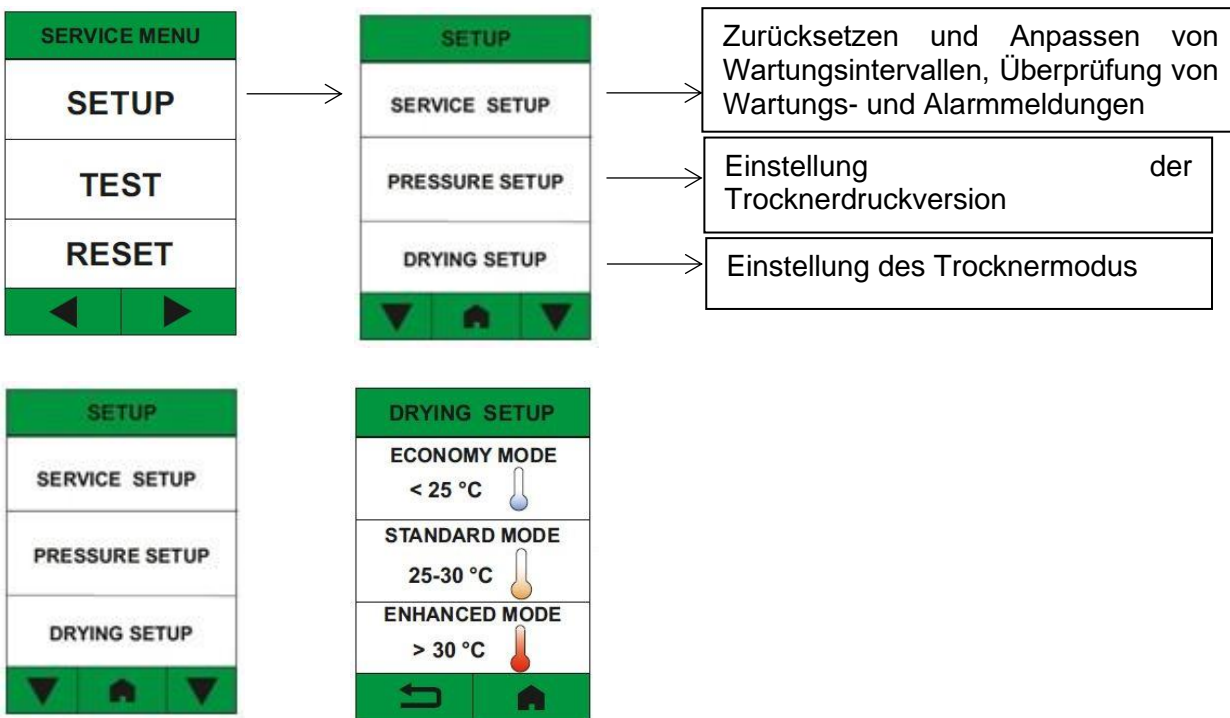 SERVICE MENU
SETUP
TEST
RESET
SETUP
SERVICE SETUP
PRESSURE SETUP
DRYING SETUP
Zurücksetzen und Anpassen von
Wartungsintervallen, Überprüfung von
Wartungs- und Alarmmeldungen
Einstellung der
Trocknerdruckversion
Einstellung des Trocknermodus
SETUP
SERVICE SETUP
PRESSURE SETUP
DRYING SETUP
DRYING SETUP
ECONOMY MODE
< 25 °C
STANDARD MODE
25-30 °C
ENHANCED MODE
> 30 °C